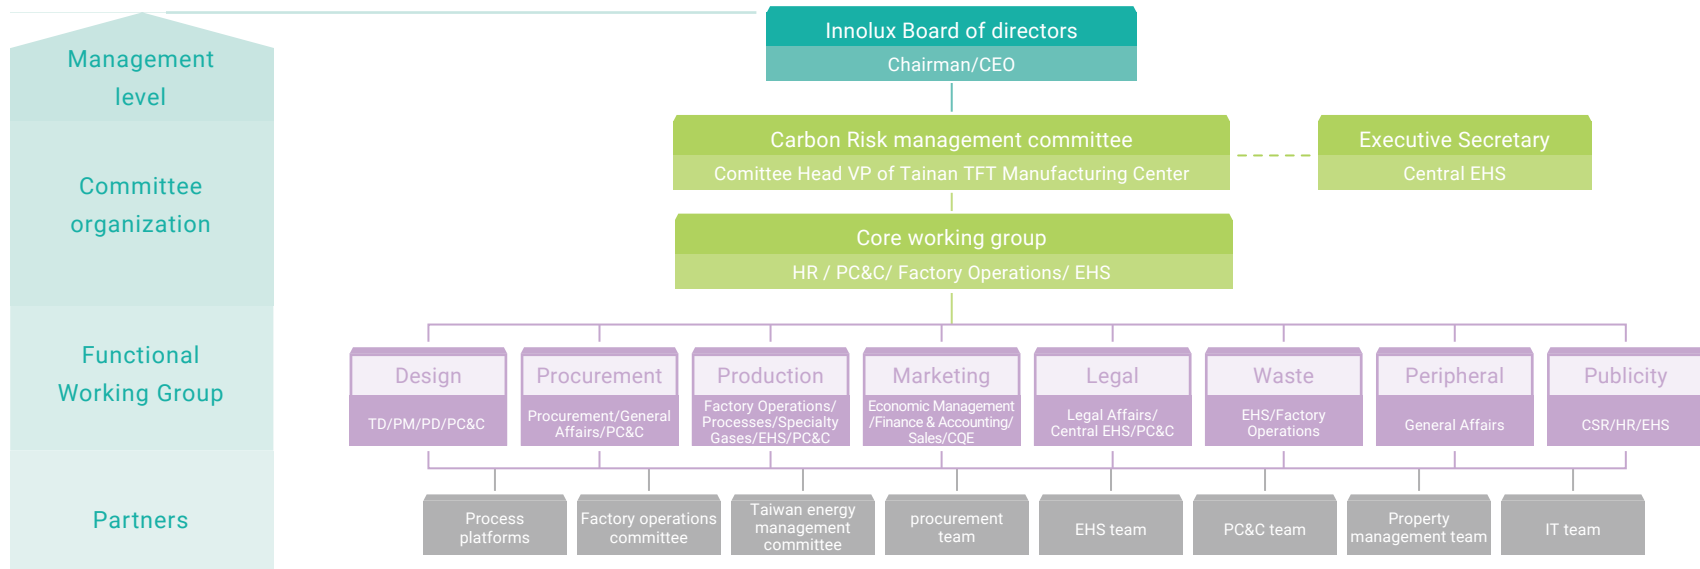 Management
level
Committee
organization
Functional
Working Group
Partners
Innolux Board of directors
Chairman/CEO
Carbon Risk management committee
Comittee Head VP of Tainan TFT Manufacturing Center
Executive Secretary
Central EHS
Core working group
HR / PC&C/ Factory Operations/ EHS
Design
TD/PM/PD/PC&C
Procurement
Procurement/General
Affairs/PC&C
Production
Factory Operations/
Processes/Specialty
Gases/EHS/PC&C
Marketing
Economic Management
/Finance & Accounting/
Sales/CQE
Legal
Legal Affairs/
Central EHS/PC&C
Waste
EHS/Factory
Operations
Peripheral
General Affairs
Publicity
CSR/HR/EHS
Process
platforms
Factory operations
committee
Taiwan energy
management
committee
procurement
team
EHS team
PC&C team
Property
management team
IT team